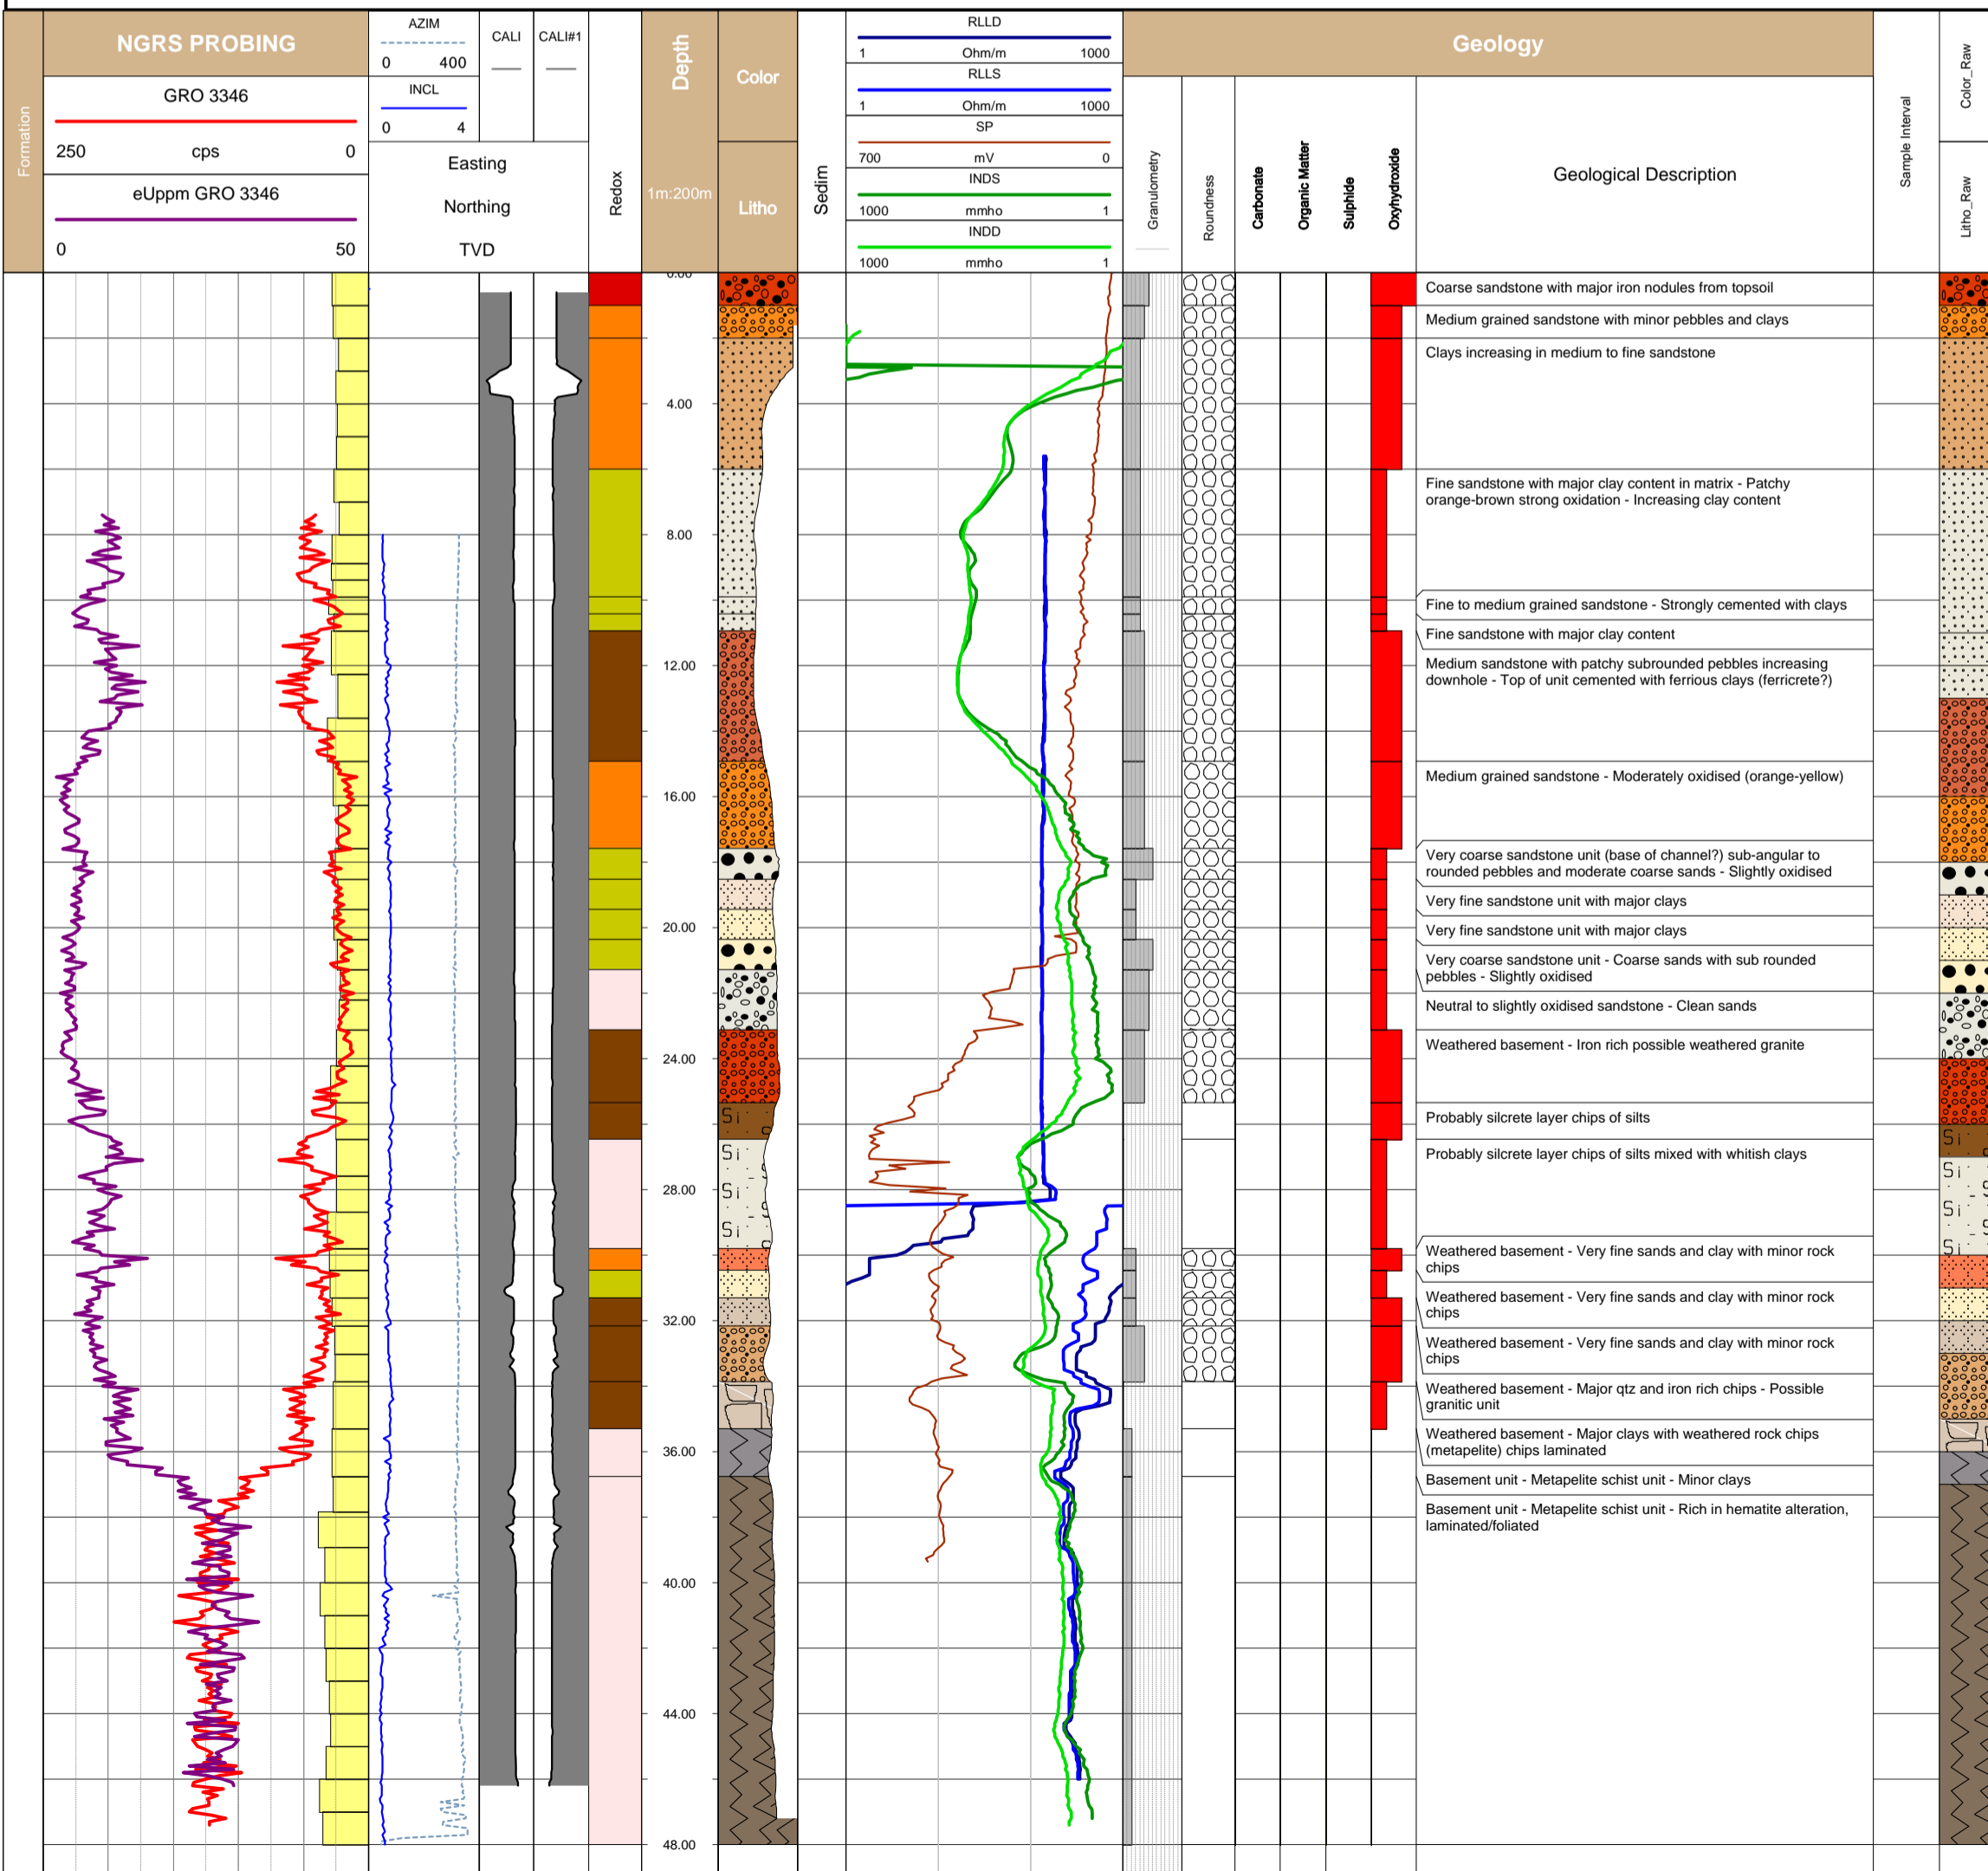 NGRS PROBING
GRO 3346
250 cps 0
eUppm GRO 3346
0 50
Formation
AZIM
0 400
INCL
0 4
CALI
CALI#1
Easting
Northing
TVD
Redox
Depth
1m:200m
Color
Litho
Sedim
RLLD
1 Ohm/m 1000
RLLS
1 Ohm/m 1000
SP
700 mV 0
INDS
1000 mmho 1
INDD
1000 mmho 1
Geology
Granulometry
Roundness
Carbonate
Organic Matter
Sulphide
Oxyhydroxide
Geological Description
Sample Interval
Color_Raw
Litho_Raw
0.00
4.00
8.00
12.00
16.00
20.00
24.00
28.00
32.00
36.00
40.00
44.00
48.00
Si
Si
Si
Si
Si
Si
Si
Si
Coarse sandstone with major iron nodules from topsoil
Medium grained sandstone with minor pebbles and clays
Clays increasing in medium to fine sandstone
Fine sandstone with major clay content in matrix - Patchy
orange-brown strong oxidation - Increasing clay content
Fine to medium grained sandstone - Strongly cemented with clays
Fine sandstone with major clay content
Medium sandstone with patchy subrounded pebbles increasing
downhole - Top of unit cemented with ferrious clays (ferricrete?)
Medium grained sandstone - Moderately oxidised (orange-yellow)
Very coarse sandstone unit (base of channel?) sub-angular to
rounded pebbles and moderate coarse sands - Slightly oxidised
Very fine sandstone unit with major clays
Very fine sandstone unit with major clays
Very coarse sandstone unit - Coarse sands with sub rounded
pebbles - Slightly oxidised
Neutral to slightly oxidised sandstone - Clean sands
Weathered basement - Iron rich possible weathered granite
Probably silcrete layer chips of silts
Probably silcrete layer chips of silts mixed with whitish clays
Weathered basement - Very fine sands and clay with minor rock
chips
Weathered basement - Very fine sands and clay with minor rock
chips
Weathered basement - Very fine sands and clay with minor rock
chips
Weathered basement - Major qtz and iron rich chips - Possible
granitic unit
Weathered basement - Major clays with weathered rock chips
(metapelite) chips laminated
Basement unit - Metapelite schist unit - Minor clays
Basement unit - Metapelite schist unit - Rich in hematite alteration,
laminated/foliated